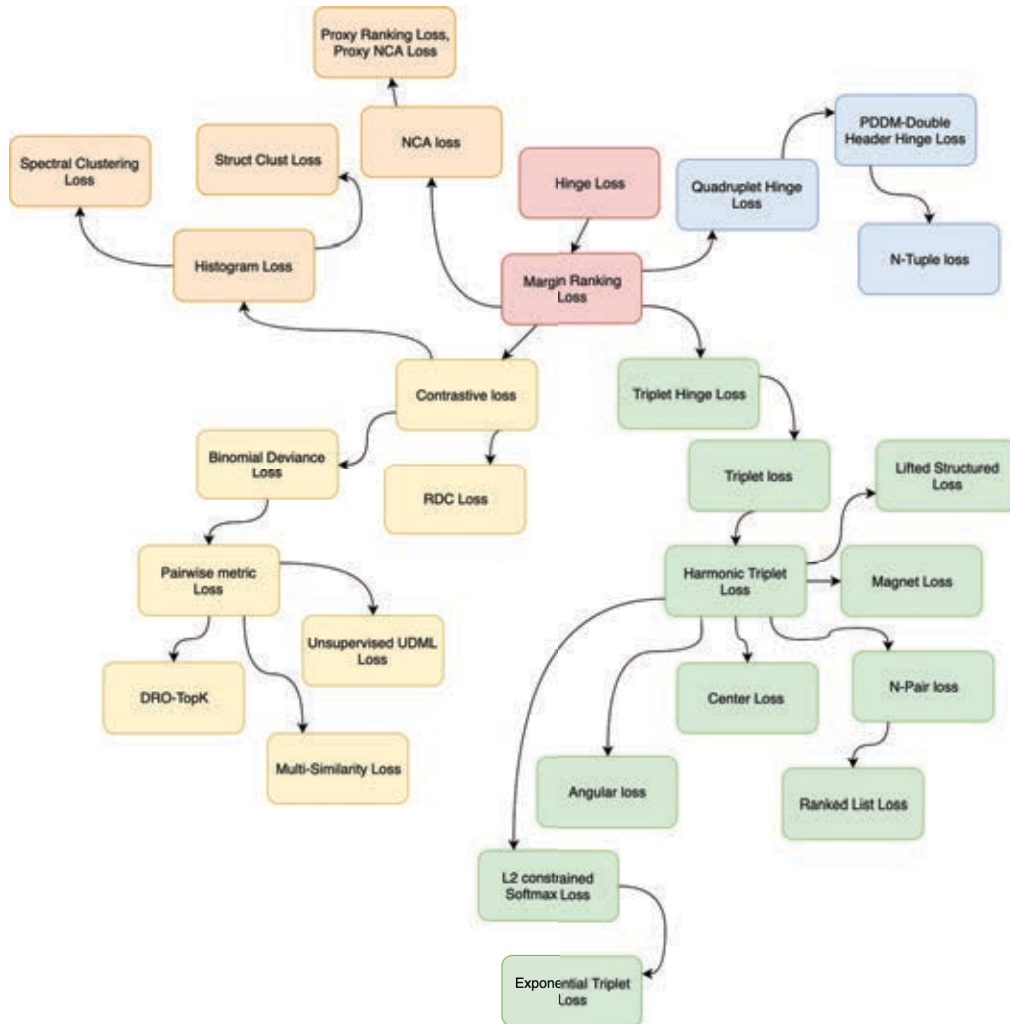 Proxy Ranking Loss,
Proxy NCA Loss
NCA loss
PDDM-Double
Header Hinge Loss
Spectral Clustering
Loss
Struct Clust Loss
Hinge Loss
Quadruplet Hinge
Loss
N-Tuple loss
Histogram Loss
Margin Ranking
Loss
Contrastive loss
Triplet Hinge Loss
Binomial Deviance
Loss
RDC Loss
Triplet loss
Lifted Structured
Loss
Pairwise metric
Loss
Harmonic Triplet
Loss
Magnet Loss
Unsupervised UDML
Loss
DRO-TopK
Center Loss
N-Pair loss
Multi-Similarity Loss
Angular loss
Ranked List Loss
L2 constrained
Softmax Loss
Exponential Triplet
Loss